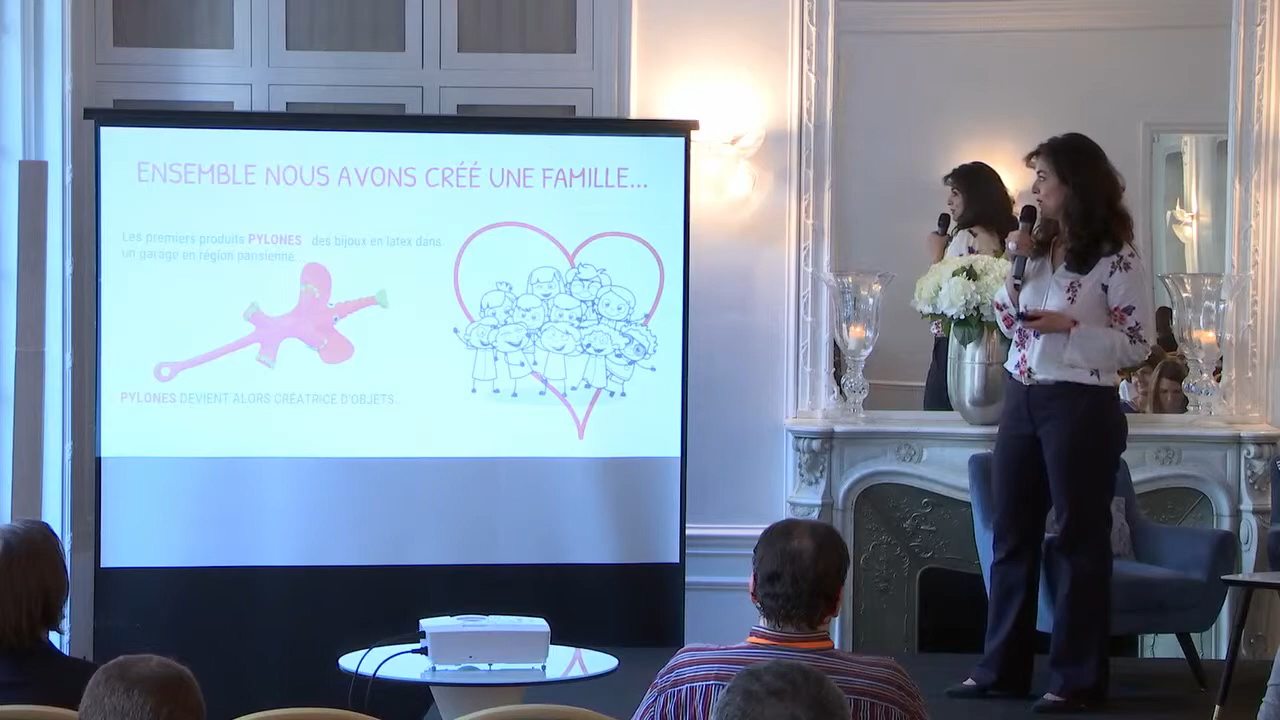 ENSEMBLE NOUS AVONS CRÉÉ UNE FAMILLE...
Les premiers produits PYLONES des bijoux en latex dans
un garage en région parisienne.
PYLONES DEVIENT ALORS CRÉATRICE D'OBJETS.